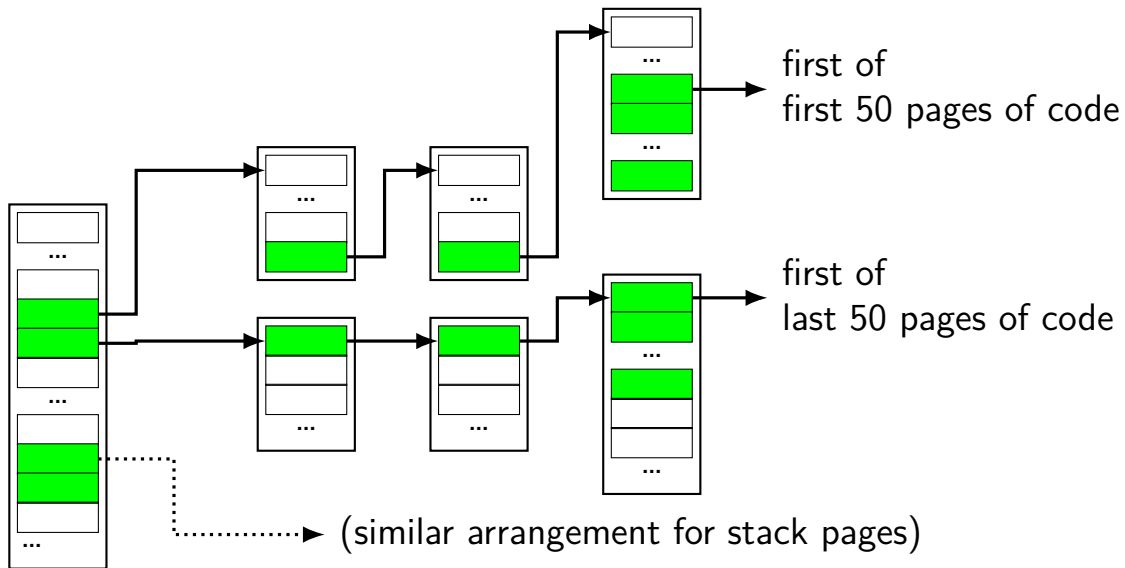 first of
first 50 pages of code
...
...
...
...
...
...
first of
last 50 pages of code
...
...
...
...
...
...
(similar arrangement for stack pages)